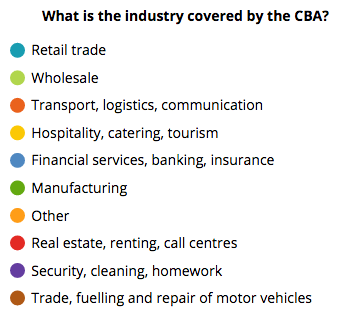 What is the industry covered by the CBA?
Retail trade
Wholesale
Transport, logistics, communication
Hospitality, catering, tourism
Financial services, banking, insurance
Manufacturing
Other
Real estate, renting, call centres
Security, cleaning, homework
Trade, fuelling and repair of motor vehicles